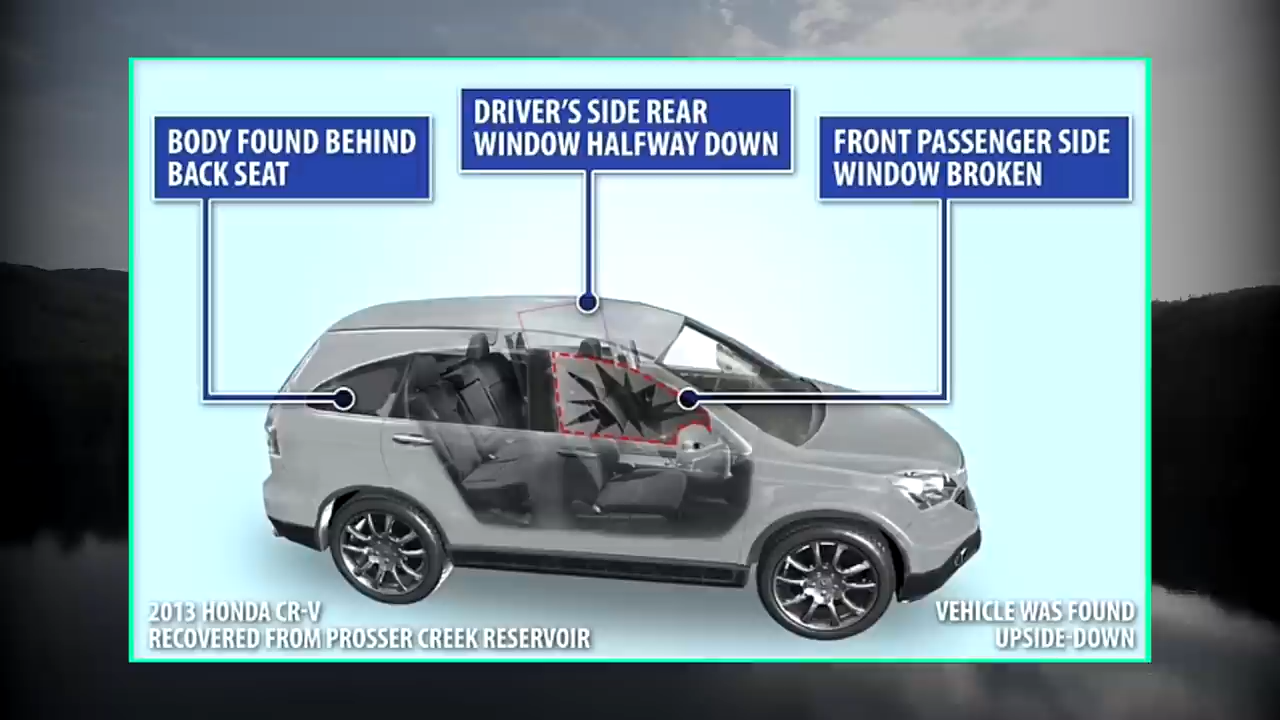 BODY FOUND BEHIND
BACK SEAT
DRIVER'S SIDE REAR
WINDOW HALFWAY DOWN
FRONT PASSENGER SIDE
WINDOW BROKEN
2013 HONDA CR-V
RECOVERED FROM PROSSER CREEK RESERVOIR
VEHICLE WAS FOUND
UPSIDE-DOWN